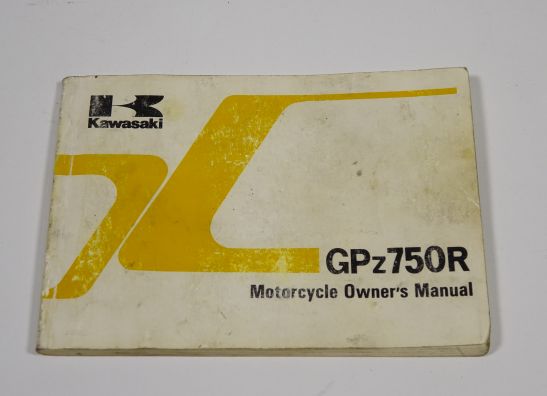 Kawasaki
GPz750R
Motorcycle Owner's Manual